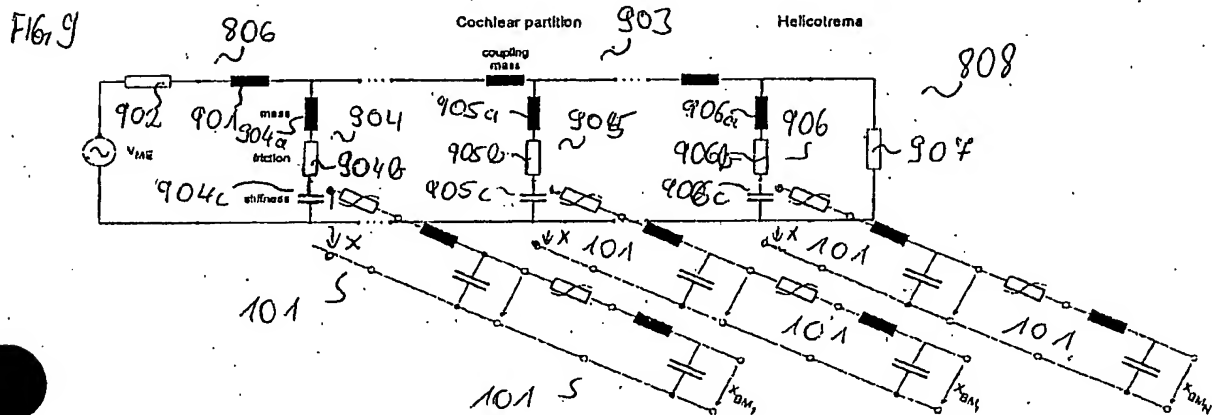 FIG. 9
806
Cochlear partition
903
Helicotrema
808
coupling
mass
902
901
mass
904a
904
905a
905
906a
906
907
V_ME
friction
904b
905b
906b
904c
stiffness
905c
906c
x
x
x
101
101
101
101
101
101
x_BM1
x_BMi
x_BMN